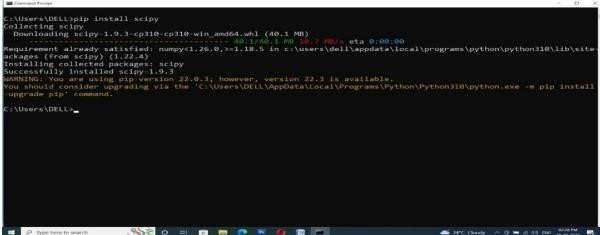 Command Prompt
C:\Users\DELL>pip install scipy
Collecting scipy
Downloading scipy-1.9.3-cp310-cp310-win_amd64.whl (40.1 MB)
---------------------------------------- 40.1/40.1 MB 10.7 MB/s eta 0:00:00
Requirement already satisfied: numpy<1.26.0,>=1.18.5 in c:\users\dell\appdata\local\programs\python\python310\lib\site-
packages (from scipy) (1.22.4)
Installing collected packages: scipy
Successfully installed scipy-1.9.3
WARNING: You are using pip version 22.0.3; however, version 22.3 is available.
You should consider upgrading via the 'C:\Users\DELL\AppData\Local\Programs\Python\Python310\python.exe -m pip install
-upgrade pip' command.
C:\Users\DELL>
Type here to search
Cloudy
ENG